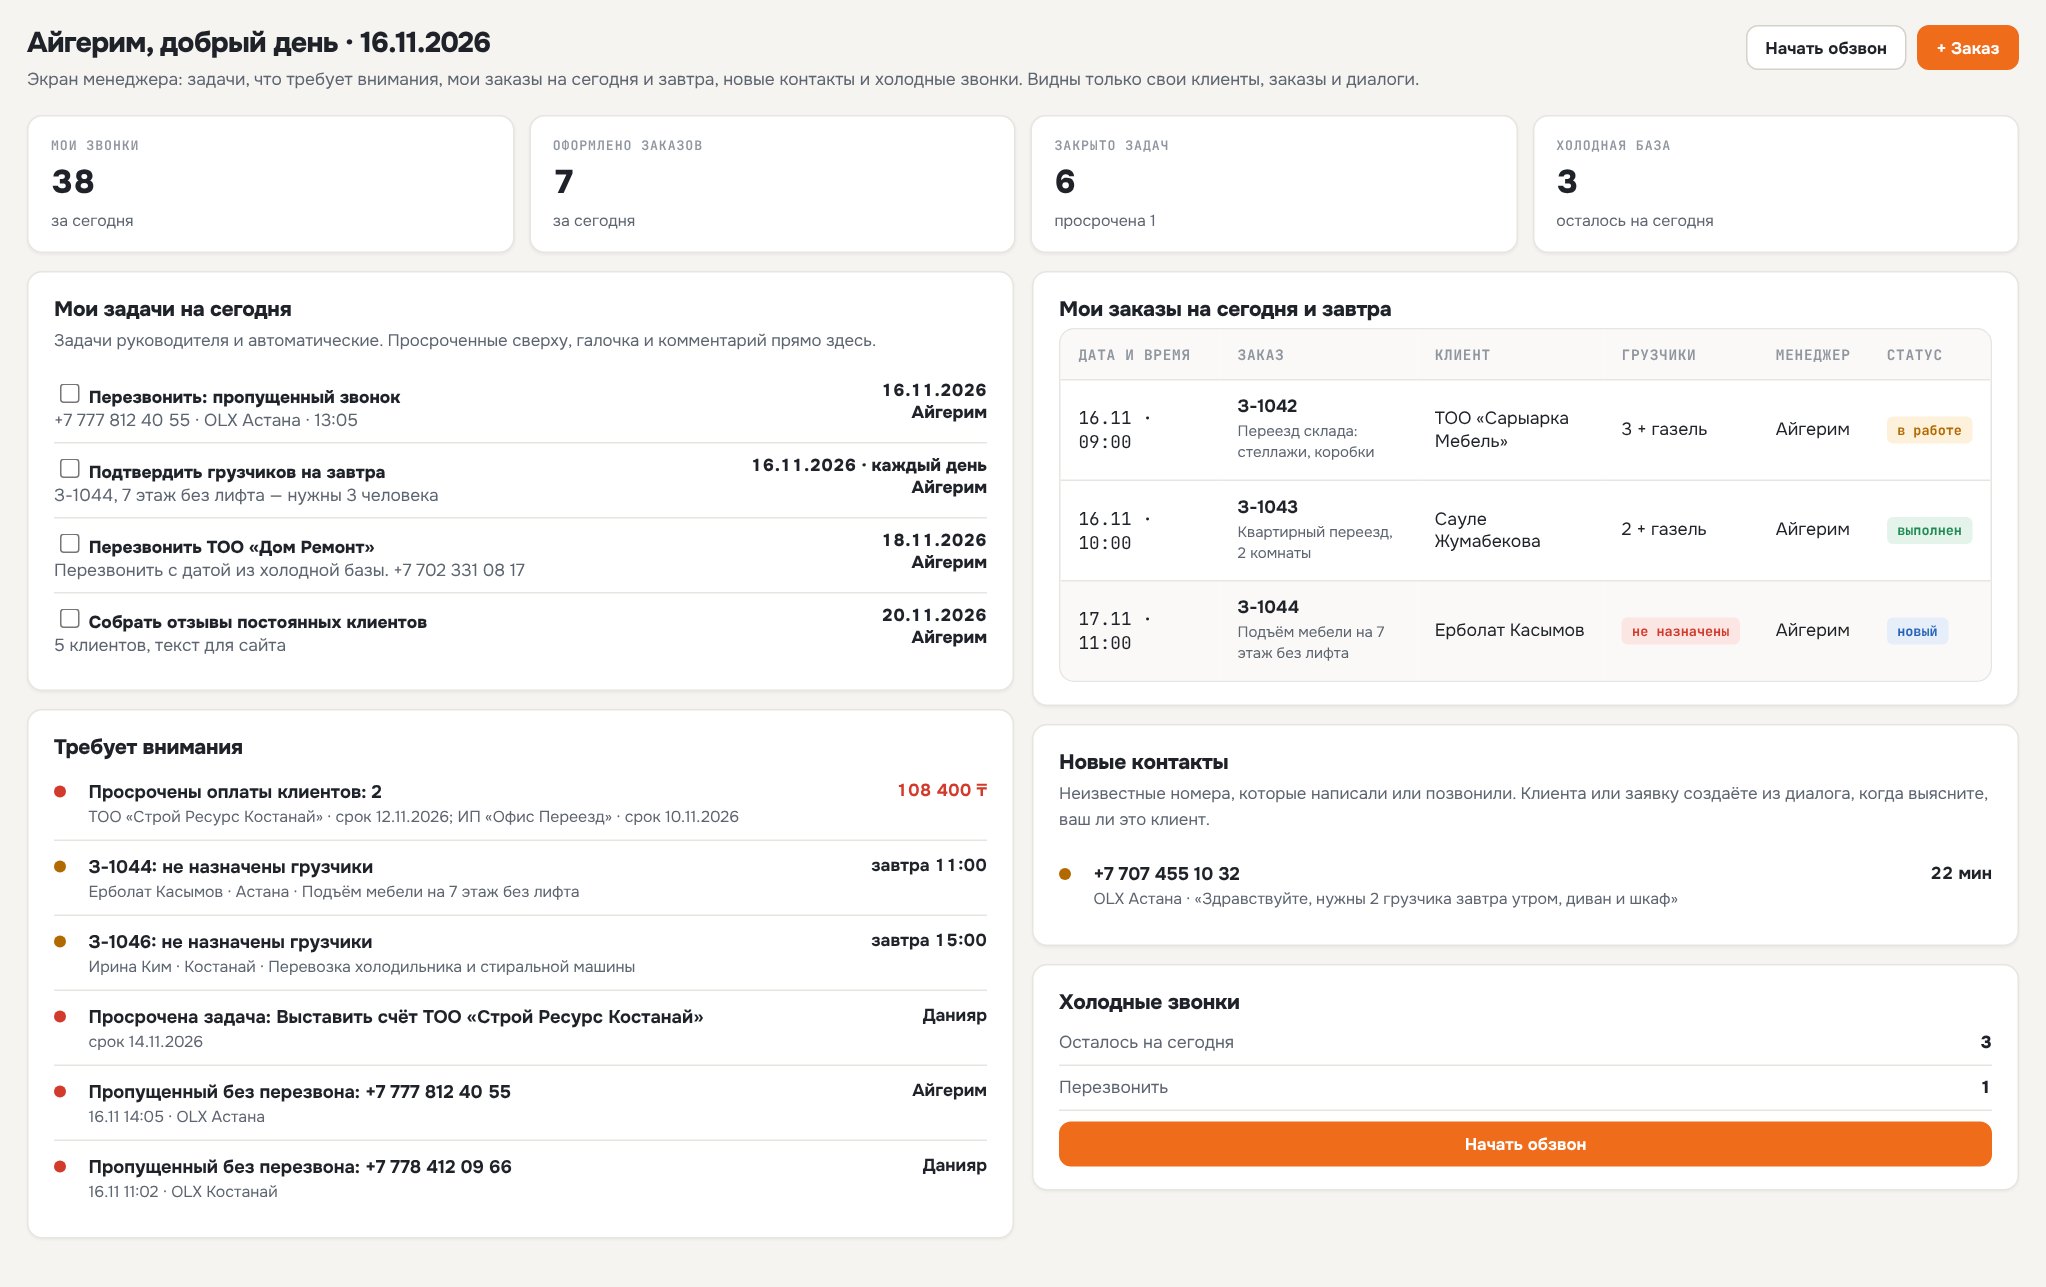 Айгерим, добрый день · 16.11.2026
Экран менеджера: задачи, что требует внимания, мои заказы на сегодня и завтра, новые контакты и холодные звонки. Видны только свои клиенты, заказы и диалоги.
Начать обзвон
+ Заказ
МОИ ЗВОНКИ
38
за сегодня
ОФОРМЛЕНО ЗАКАЗОВ
7
за сегодня
ЗАКРЫТО ЗАДАЧ
6
просрочена 1
ХОЛОДНАЯ БАЗА
3
осталось на сегодня
Мои задачи на сегодня
Задачи руководителя и автоматические. Просроченные сверху, галочка и комментарий прямо здесь.
Перезвонить: пропущенный звонок
+7 777 812 40 55 · OLX Астана · 13:05
16.11.2026
Айгерим
Подтвердить грузчиков на завтра
З-1044, 7 этаж без лифта — нужны 3 человека
16.11.2026 · каждый день
Айгерим
Перезвонить ТОО «Дом Ремонт»
Перезвонить с датой из холодной базы. +7 702 331 08 17
18.11.2026
Айгерим
Собрать отзывы постоянных клиентов
5 клиентов, текст для сайта
20.11.2026
Айгерим
Требует внимания
Просрочены оплаты клиентов: 2
ТОО «Строй Ресурс Костанай» · срок 12.11.2026; ИП «Офис Переезд» · срок 10.11.2026
108 400 ₸
З-1044: не назначены грузчики
Ерболат Касымов · Астана · Подъём мебели на 7 этаж без лифта
завтра 11:00
З-1046: не назначены грузчики
Ирина Ким · Костанай · Перевозка холодильника и стиральной машины
завтра 15:00
Просрочена задача: Выставить счёт ТОО «Строй Ресурс Костанай»
срок 14.11.2026
Данияр
Пропущенный без перезвона: +7 777 812 40 55
16.11 14:05 · OLX Астана
Айгерим
Пропущенный без перезвона: +7 778 412 09 66
16.11 11:02 · OLX Костанай
Данияр
Мои заказы на сегодня и завтра
ДАТА И ВРЕМЯ ЗАКАЗ КЛИЕНТ ГРУЗЧИКИ МЕНЕДЖЕР СТАТУС
16.11 ·
09:00
З-1042
Переезд склада:
стеллажи, коробки
ТОО «Сарыарка
Мебель»
3 + газель
Айгерим
в работе
16.11 ·
10:00
З-1043
Квартирный переезд,
2 комнаты
Сауле
Жумабекова
2 + газель
Айгерим
выполнен
17.11 ·
11:00
З-1044
Подъём мебели на 7
этаж без лифта
Ерболат Касымов
не назначены
Айгерим
новый
Новые контакты
Неизвестные номера, которые написали или позвонили. Клиента или заявку создаёте из диалога, когда выясните,
ваш ли это клиент.
+7 707 455 10 32
OLX Астана · «Здравствуйте, нужны 2 грузчика завтра утром, диван и шкаф»
22 мин
Холодные звонки
Осталось на сегодня 3
Перезвонить 1
Начать обзвон